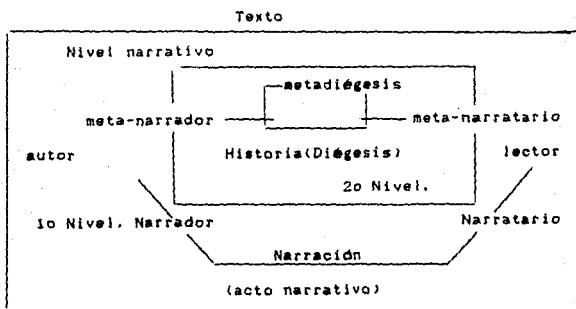 Texto
Nivel narrativo
metadiégesis
meta-narrador meta-narratario
autor Historia(Diégesis) lector
2o Nivel.
1o Nivel. Narrador Narratario
Narración
(acto narrativo)